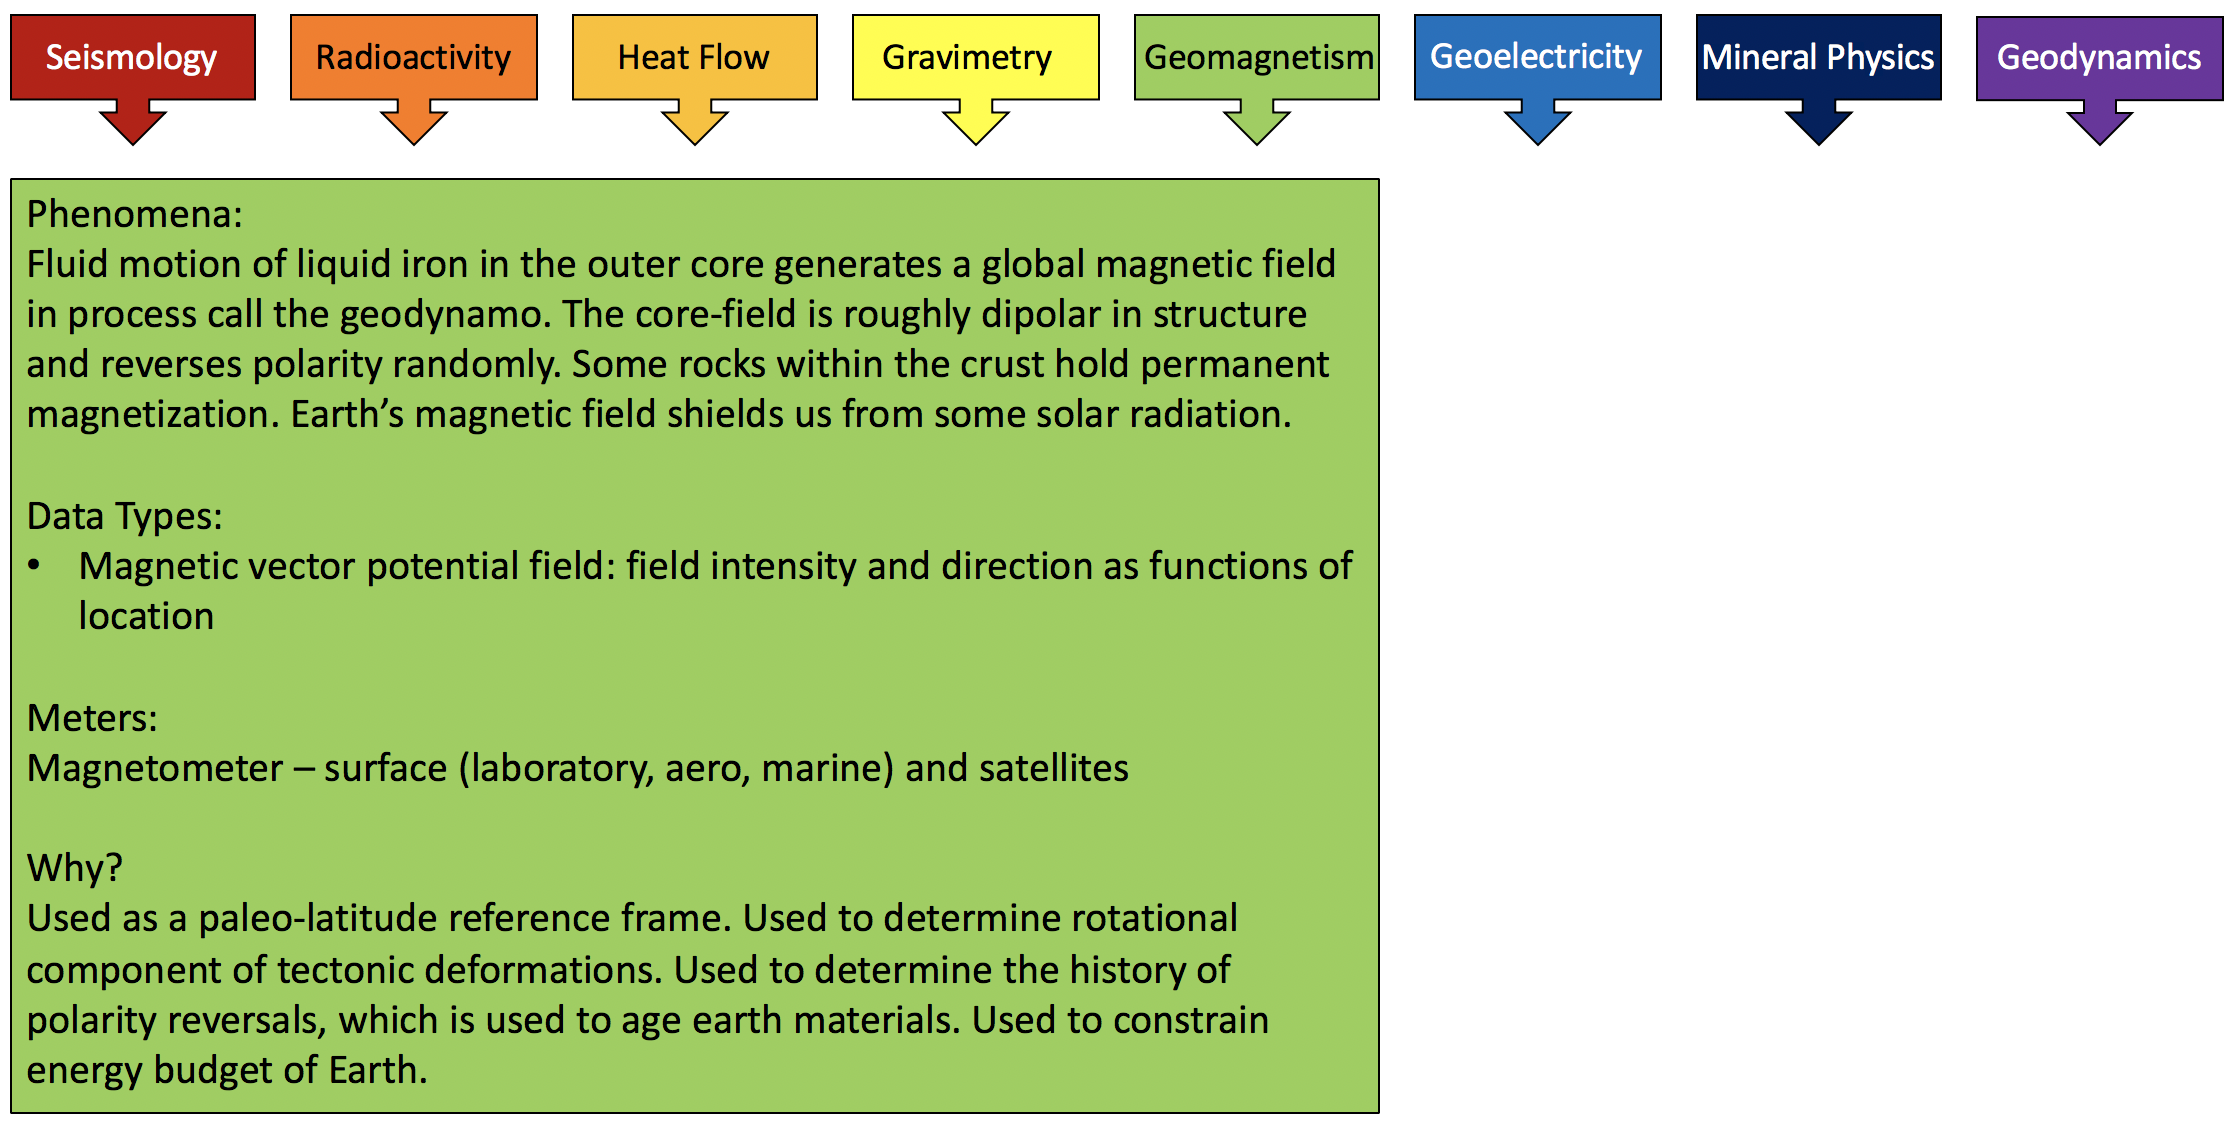 Seismology
Radioactivity
Heat Flow
Gravimetry
Geomagnetism
Geoelectricity
Mineral Physics
Geodynamics
Phenomena:
Fluid motion of liquid iron in the outer core generates a global magnetic field
in process call the geodynamo. The core-field is roughly dipolar in structure
and reverses polarity randomly. Some rocks within the crust hold permanent
magnetization. Earth’s magnetic field shields us from some solar radiation.
Data Types:
• Magnetic vector potential field: field intensity and direction as functions of
location
Meters:
Magnetometer – surface (laboratory, aero, marine) and satellites
Why?
Used as a paleo-latitude reference frame. Used to determine rotational
component of tectonic deformations. Used to determine the history of
polarity reversals, which is used to age earth materials. Used to constrain
energy budget of Earth.